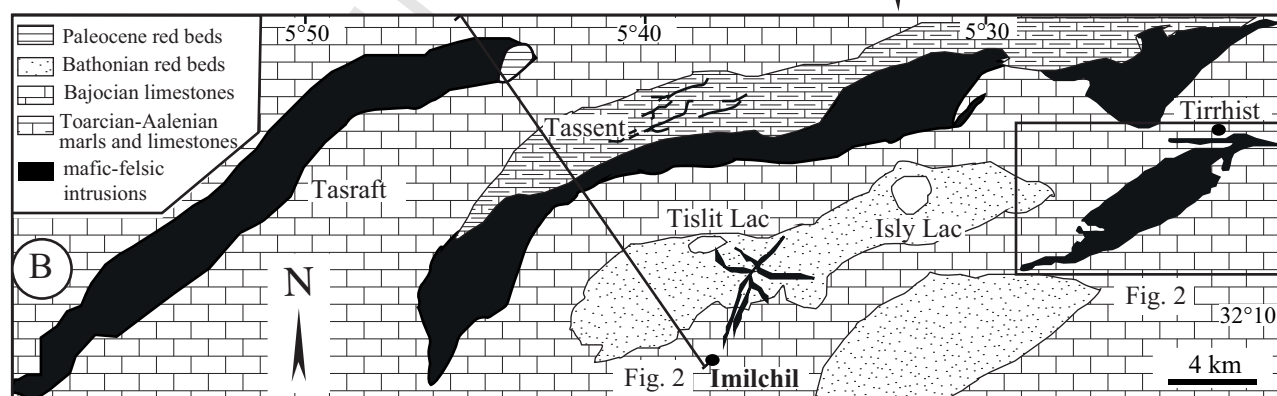 Paleocene red beds
Bathonian red beds
Bajocian limestones
Toarcian-Aalenian
marls and limestones
mafic-felsic
intrusions
5°50
5°40
5°30
Tirrhist
Tassent
Tasraft
Tislit Lac
Isly Lac
B
N
Fig. 2
32°10
Fig. 2
Imilchil
4 km